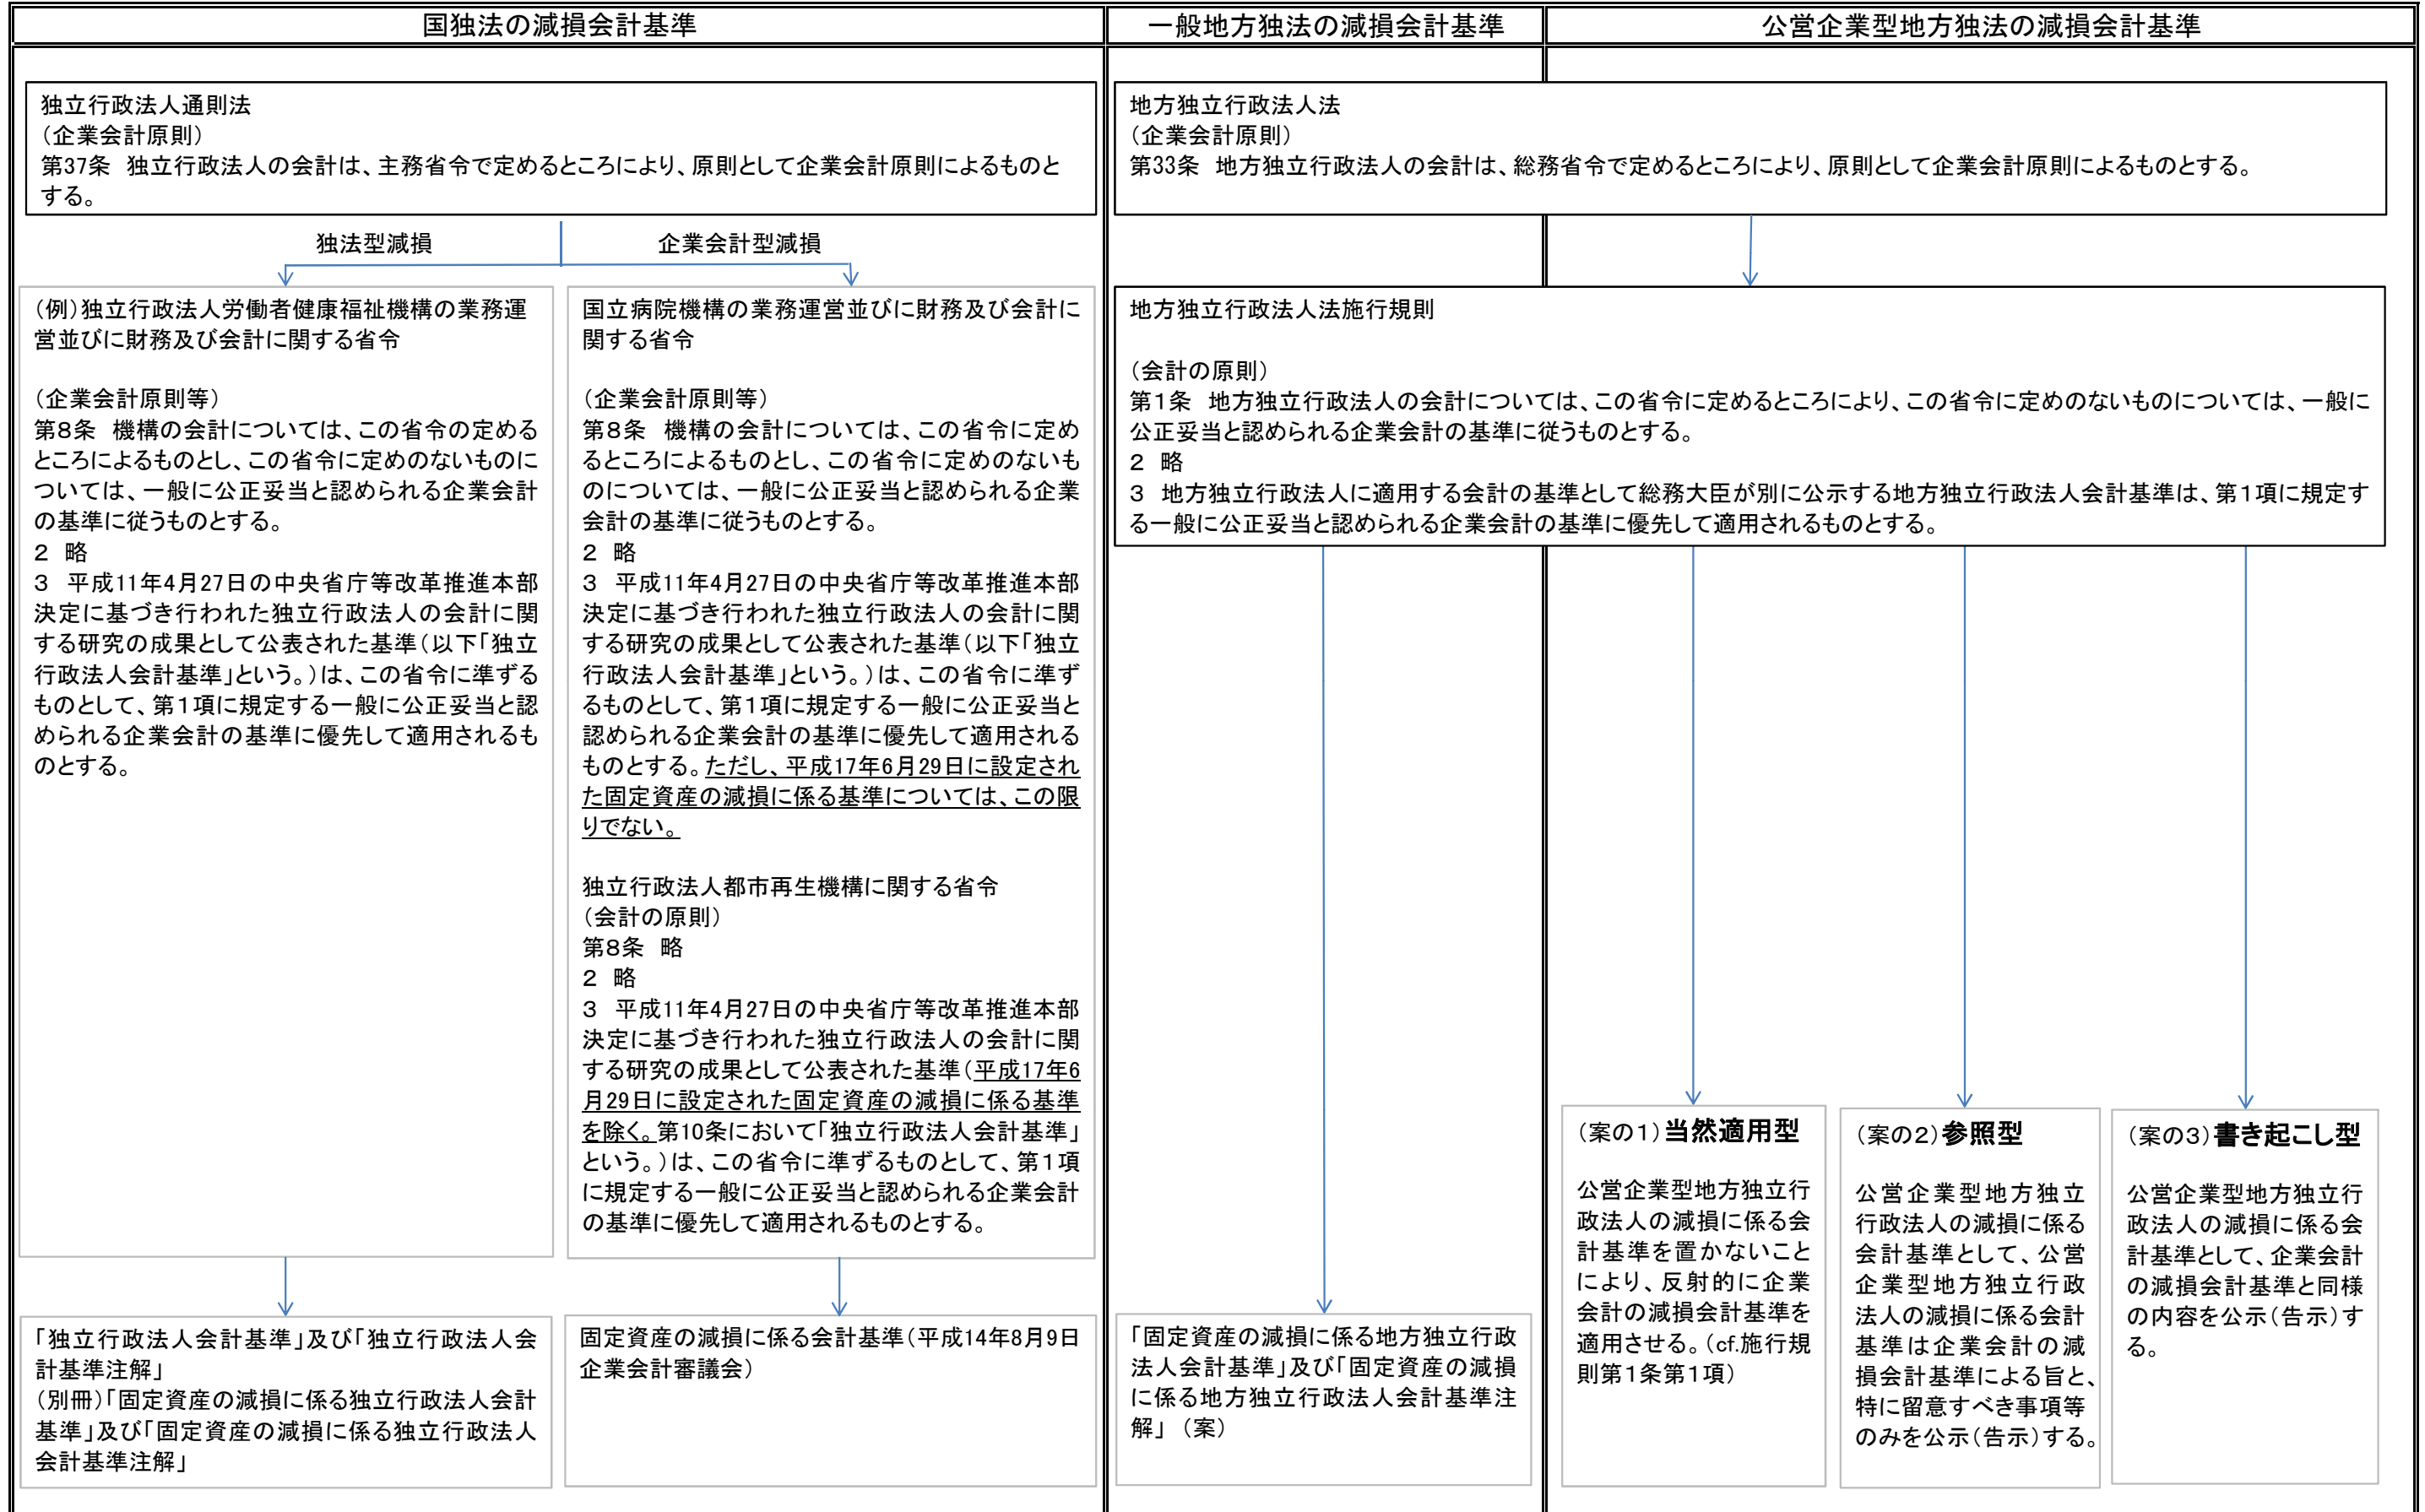 国独法の減損会計基準
一般地方独法の減損会計基準
公営企業型地方独法の減損会計基準
独立行政法人通則法
（企業会計原則）
第37条　独立行政法人の会計は、主務省令で定めるところにより、原則として企業会計原則によるものと
する。
地方独立行政法人法
（企業会計原則）
第33条　地方独立行政法人の会計は、総務省令で定めるところにより、原則として企業会計原則によるものとする。
独法型減損
企業会計型減損
（例）独立行政法人労働者健康福祉機構の業務運
営並びに財務及び会計に関する省令
（企業会計原則等）
第８条　機構の会計については、この省令の定める
ところによるものとし、この省令に定めのないものに
ついては、一般に公正妥当と認められる企業会計
の基準に従うものとする。
２　略
３　平成11年4月27日の中央省庁等改革推進本部
決定に基づき行われた独立行政法人の会計に関
する研究の成果として公表された基準（以下「独立
行政法人会計基準」という。）は、この省令に準ずる
ものとして、第１項に規定する一般に公正妥当と認
められる企業会計の基準に優先して適用されるも
のとする。
国立病院機構の業務運営並びに財務及び会計に
関する省令
（企業会計原則等）
第８条　機構の会計については、この省令に定め
るところによるものとし、この省令に定めのないも
のについては、一般に公正妥当と認められる企業
会計の基準に従うものとする。
２　略
３　平成11年4月27日の中央省庁等改革推進本部
決定に基づき行われた独立行政法人の会計に関
する研究の成果として公表された基準（以下「独立
行政法人会計基準」という。）は、この省令に準ず
るものとして、第１項に規定する一般に公正妥当と
認められる企業会計の基準に優先して適用される
ものとする。ただし、平成17年6月29日に設定され
た固定資産の減損に係る基準については、この限
りでない。
独立行政法人都市再生機構に関する省令
（会計の原則）
第８条　略
２　略
３　平成11年4月27日の中央省庁等改革推進本部
決定に基づき行われた独立行政法人の会計に関
する研究の成果として公表された基準（平成17年6
月29日に設定された固定資産の減損に係る基準
を除く。第10条において「独立行政法人会計基準」
という。）は、この省令に準ずるものとして、第１項
に規定する一般に公正妥当と認められる企業会計
の基準に優先して適用されるものとする。
地方独立行政法人法施行規則
（会計の原則）
第１条　地方独立行政法人の会計については、この省令に定めるところにより、この省令に定めのないものについては、一般に
公正妥当と認められる企業会計の基準に従うものとする。
２　略
３　地方独立行政法人に適用する会計の基準として総務大臣が別に公示する地方独立行政法人会計基準は、第１項に規定す
る一般に公正妥当と認められる企業会計の基準に優先して適用されるものとする。
「独立行政法人会計基準」及び「独立行政法人会
計基準注解」
（別冊）「固定資産の減損に係る独立行政法人会計
基準」及び「固定資産の減損に係る独立行政法人
会計基準注解」
固定資産の減損に係る会計基準（平成14年8月9日
企業会計審議会）
「固定資産の減損に係る地方独立行政
法人会計基準」及び「固定資産の減損
に係る地方独立行政法人会計基準注
解」（案）
（案の１）当然適用型
公営企業型地方独立行
政法人の減損に係る会
計基準を置かないこと
により、反射的に企業
会計の減損会計基準を
適用させる。（cf.施行規
則第１条第１項）
（案の２）参照型
公営企業型地方独立
行政法人の減損に係る
会計基準として、公営
企業型地方独立行政
法人の減損に係る会計
基準は企業会計の減
損会計基準による旨と、
特に留意すべき事項等
のみを公示（告示）する。
（案の３）書き起こし型
公営企業型地方独立行
政法人の減損に係る会
計基準として、企業会計
の減損会計基準と同様
の内容を公示（告示）す
る。